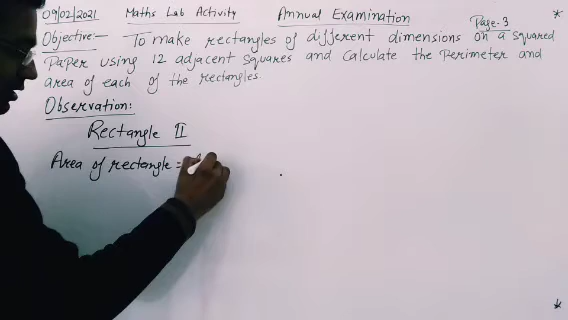 09/02/2021 Maths Lab Activity Annual Examination Page-3 *
Objective:- To make rectangles of different dimensions on a squared
Paper using 12 adjacent squares and calculate the Perimeter and
area of each of the rectangles.
Observation:
Rectangle II
Area of rectangle =